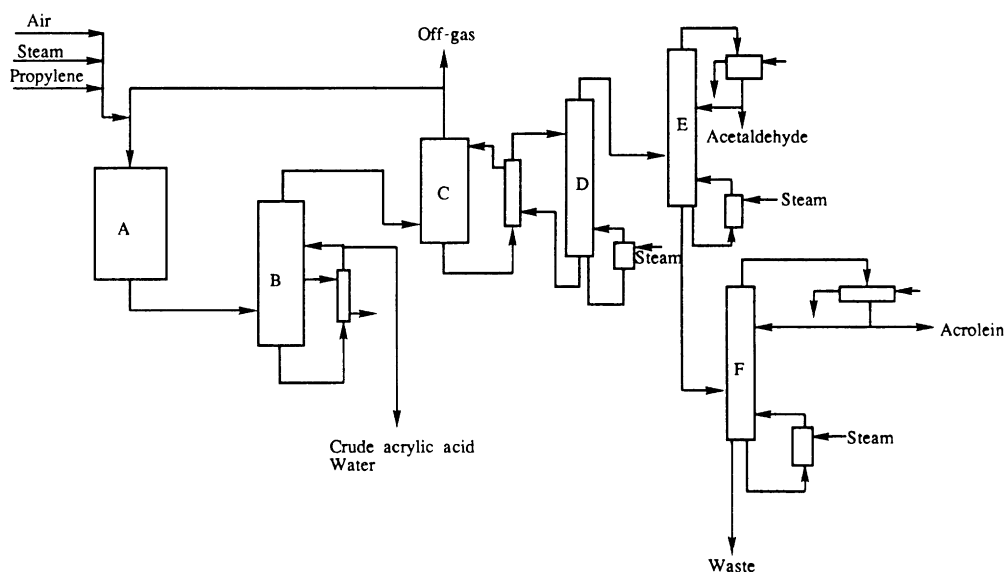 Air
Steam
Propylene
Off-gas
A
B
C
D
E
Acetaldehyde
Steam
Steam
F
Acrolein
Steam
Crude acrylic acid
Water
Waste